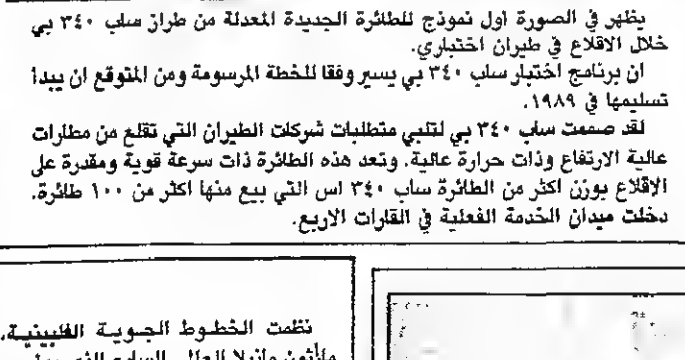 يظهر في الصورة اول نموذج للطائرة الجديدة المعدلة من طراز ساب ٣٤٠ بي
خلال الاقلاع في طيران اختباري.
ان برنامج اختبار ساب ٣٤٠ بي يسير وفقا للخطة المرسومة ومن المتوقع ان يبدا
تسليمها في ١٩٨٩.
لقد صممت ساب ٣٤٠ بي لتلبي متطلبات شركات الطيران التي تقلع من مطارات
عالية الارتفاع وذات حرارة عالية. وتعد هذه الطائرة ذات سرعة قوية ومقدرة على
الاقلاع بوزن اكثر من الطائرة ساب ٣٤٠ اس التي بيع منها اكثر من ١٠٠ طائرة.
دخلت ميدان الخدمة الفعلية في القارات الاربع.
نظمت الخطوط الجوية الفلبينية،
مانيلا